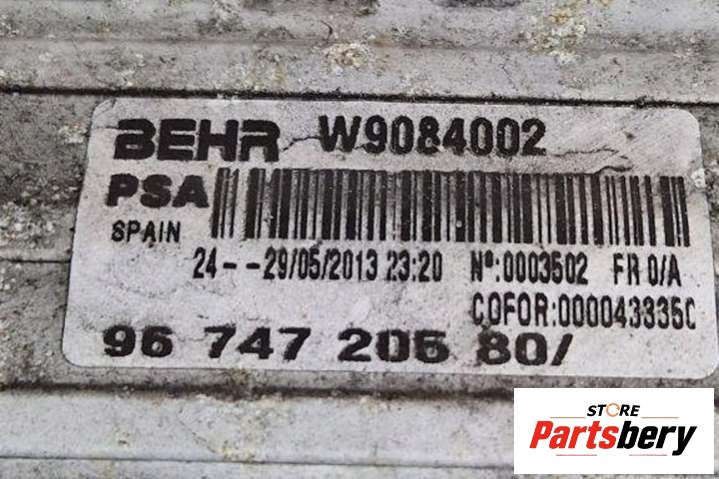 BEHR W9084002
PSA
SPAIN
24--29/05/2013 23:20 Nº:0003502 FR 0/A
COFOR:000043335C
96 747 206 80/
STORE
Partsbery